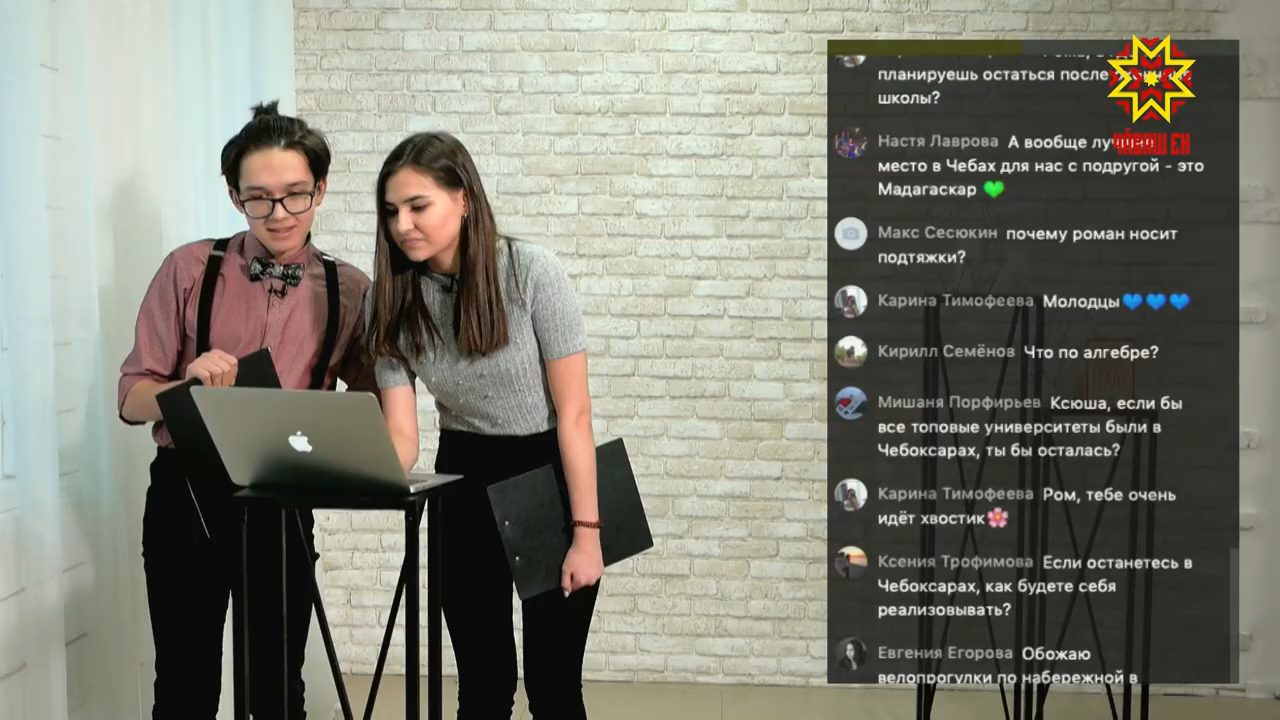 планируешь остаться после
школы?
Настя Лаврова А вообще
место в Чебах для нас с подругой - это
Мадагаскар 💚
Макс Сесюкин почему роман носит
подтяжки?
Карина Тимофеева Молодцы💙💙💙
Кирилл Семёнов Что по алгебре?
Мишаня Порфирьев Ксюша, если бы
все топовые университеты были в
Чебоксарах, ты бы осталась?
Карина Тимофеева Ром, тебе очень
идёт хвостик🌸
Ксения Трофимова Если останетесь в
Чебоксарах, как будете себя
реализовывать?
Евгения Егорова Обожаю
велопрогулки по набережной в
ЧӐВАШ ЕН